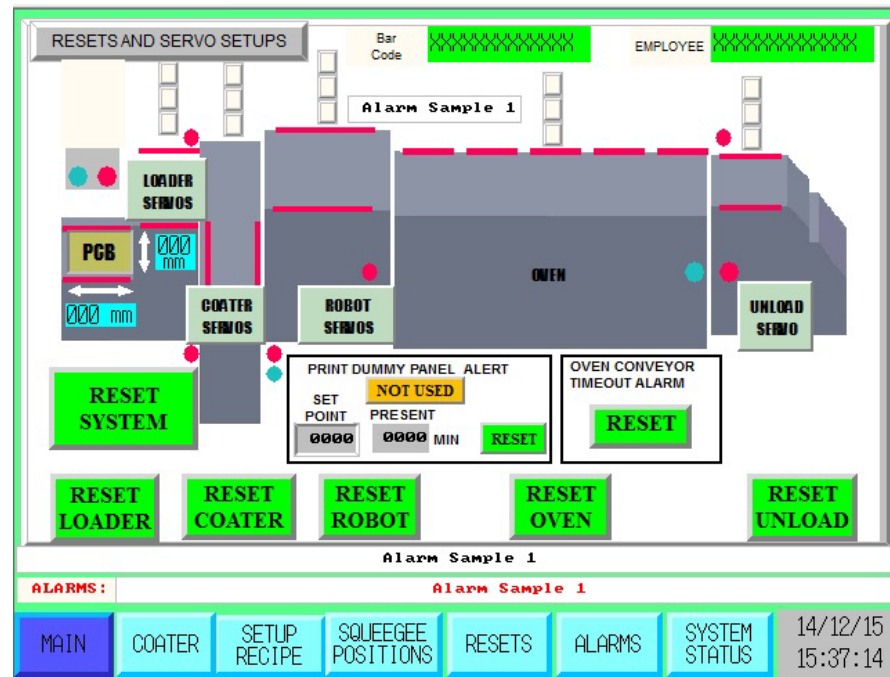 RESETS AND SERVO SETUPS
Bar
Code
XXXXXXXXXXXXX
EMPLOYEE
XXXXXXXXXXXXX
Alarm Sample 1
LOADER
SERVOS
PCB
000
mm
000 mm
OVEN
COATER
SERVOS
ROBOT
SERVOS
UNLOAD
SERVO
PRINT DUMMY PANEL ALERT
NOT USED
SET
POINT
PRESENT
0000
0000 MIN
RESET
OVEN CONVEYOR
TIMEOUT ALARM
RESET
RESET
SYSTEM
RESET
LOADER
RESET
COATER
RESET
ROBOT
RESET
OVEN
RESET
UNLOAD
Alarm Sample 1
ALARMS: Alarm Sample 1
MAIN
COATER
SETUP
RECIPE
SQUEEGEE
POSITIONS
RESETS
ALARMS
SYSTEM
STATUS
14/12/15
15:37:14